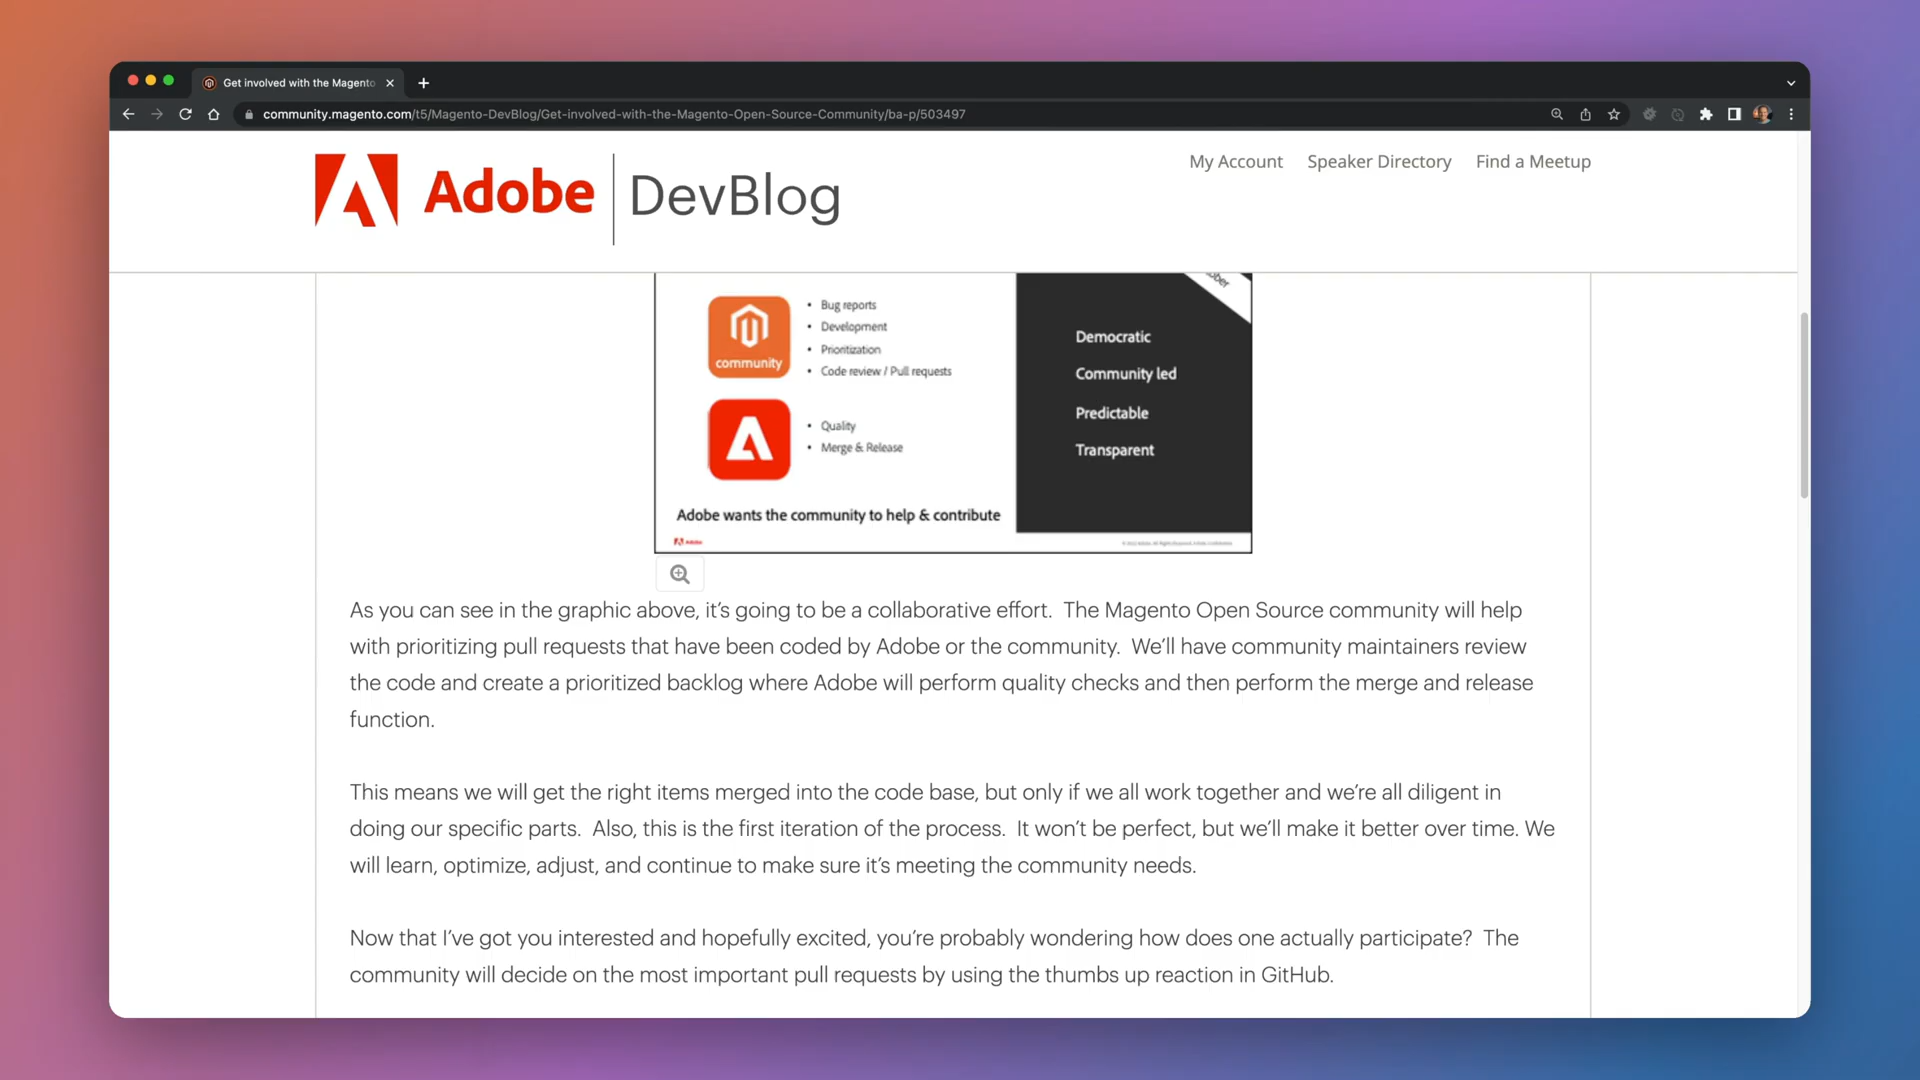 Get involved with the Magento
community.magento.com/t5/Magento-DevBlog/Get-involved-with-the-Magento-Open-Source-Community/ba-p/503497
Adobe DevBlog
My Account Speaker Directory Find a Meetup
• Bug reports
• Development
• Prioritization
• Code review / Pull requests
community
• Quality
• Merge & Release
Adobe wants the community to help & contribute
Adobe
Democratic
Community led
Predictable
Transparent
As you can see in the graphic above, it’s going to be a collaborative effort.  The Magento Open Source community will help
with prioritizing pull requests that have been coded by Adobe or the community.  We’ll have community maintainers review
the code and create a prioritized backlog where Adobe will perform quality checks and then perform the merge and release
function.
This means we will get the right items merged into the code base, but only if we all work together and we’re all diligent in
doing our specific parts.  Also, this is the first iteration of the process.  It won’t be perfect, but we’ll make it better over time. We
will learn, optimize, adjust, and continue to make sure it’s meeting the community needs.
Now that I’ve got you interested and hopefully excited, you’re probably wondering how does one actually participate?  The
community will decide on the most important pull requests by using the thumbs up reaction in GitHub.